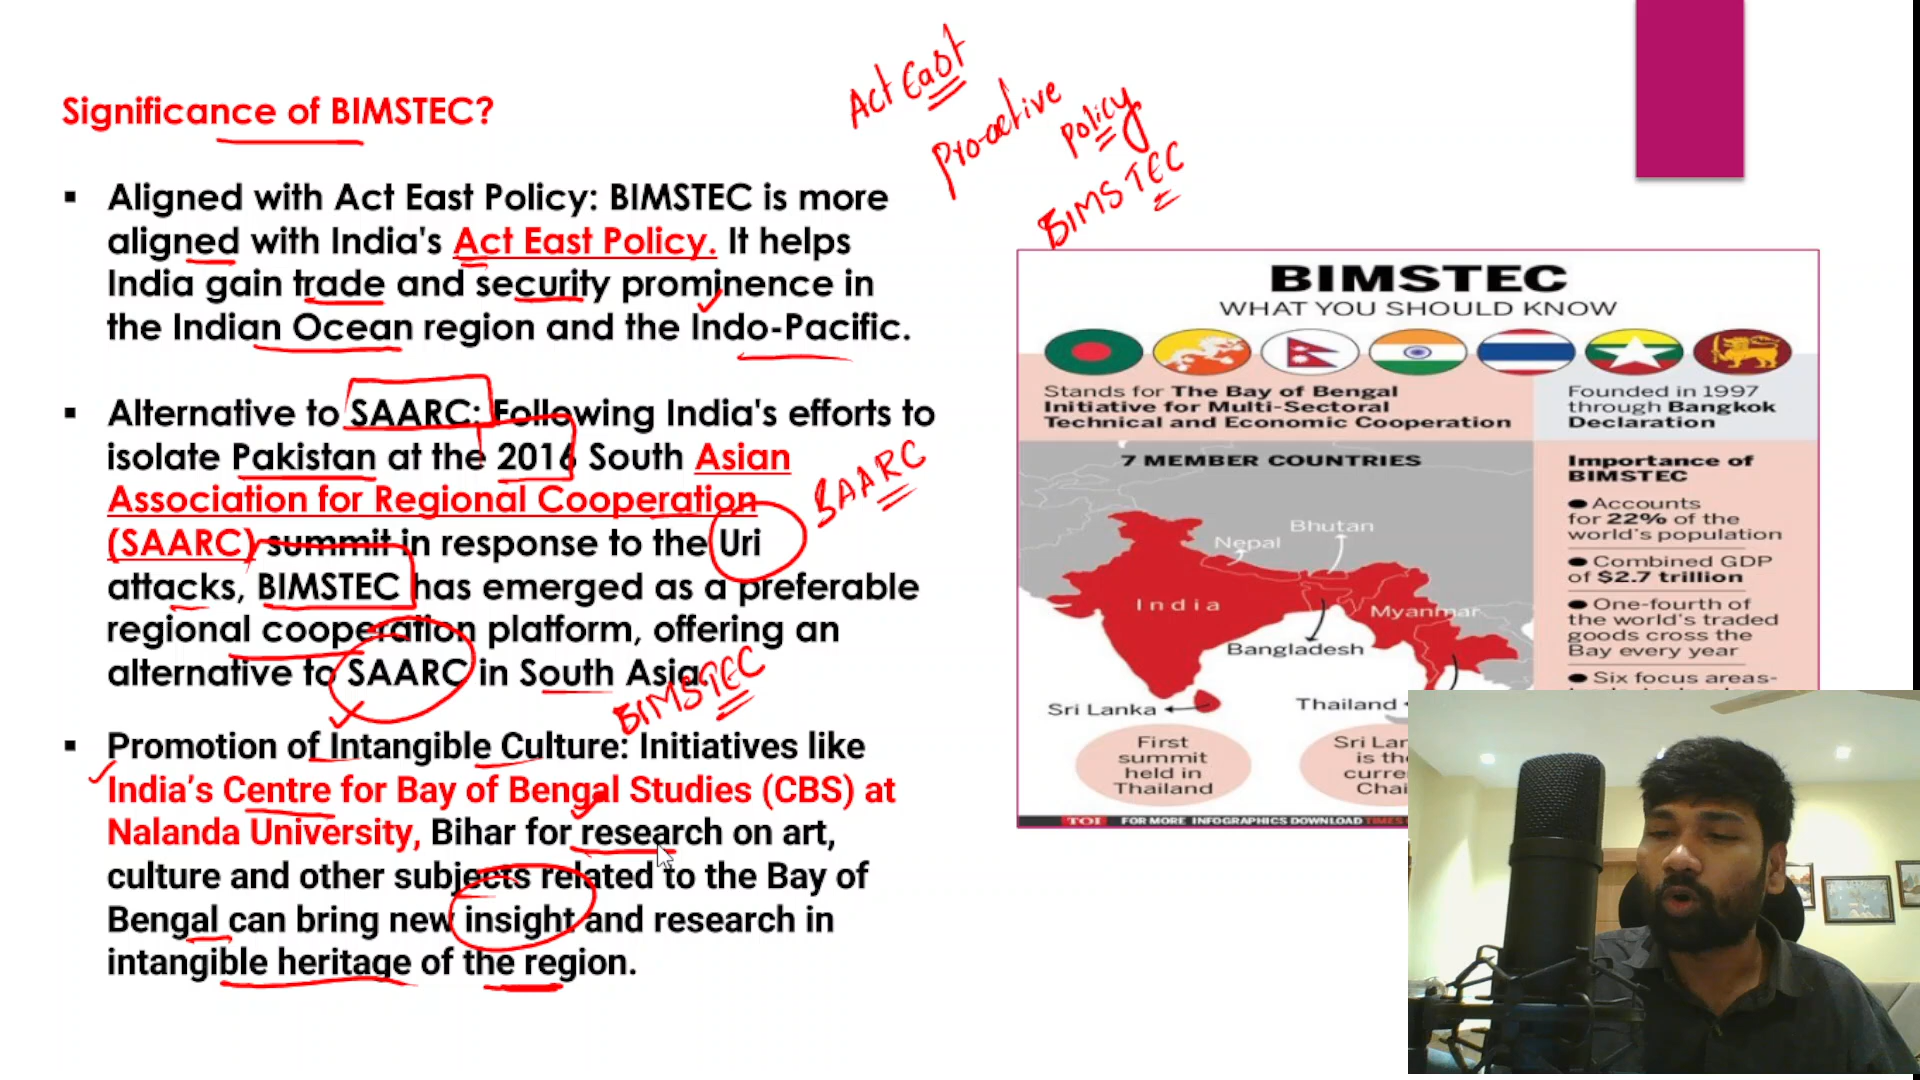 Significance of BIMSTEC?
Act East
Pro-active
Policy
BIMSTEC
▪ Aligned with Act East Policy: BIMSTEC is more
aligned with India's Act East Policy. It helps
India gain trade and security prominence in
the Indian Ocean region and the Indo-Pacific.
▪ Alternative to SAARC: Following India's efforts to
isolate Pakistan at the 2016 South Asian
Association for Regional Cooperation
(SAARC) summit in response to the Uri
attacks, BIMSTEC has emerged as a preferable
regional cooperation platform, offering an
alternative to SAARC in South Asia.
SAARC
BIMSTEC
▪ Promotion of Intangible Culture: Initiatives like
India's Centre for Bay of Bengal Studies (CBS) at
Nalanda University, Bihar for research on art,
culture and other subjects related to the Bay of
Bengal can bring new insight and research in
intangible heritage of the region.
BIMSTEC
WHAT YOU SHOULD KNOW
Stands for The Bay of Bengal
Initiative for Multi-Sectoral
Technical and Economic Cooperation
Founded in 1997
through Bangkok
Declaration
7 MEMBER COUNTRIES
Bhutan
Nepal
India
Myanmar
Bangladesh
Sri Lanka
Thailand
First
summit
held in
Thailand
Sri Lar
is th
curre
Chai
Importance of
BIMSTEC
● Accounts
for 22% of the
world's population
● Combined GDP
of $2.7 trillion
● One-fourth of
the world's traded
goods cross the
Bay every year
● Six focus areas-
TOI FOR MORE INFOGRAPHICS DOWNLOAD TIMES